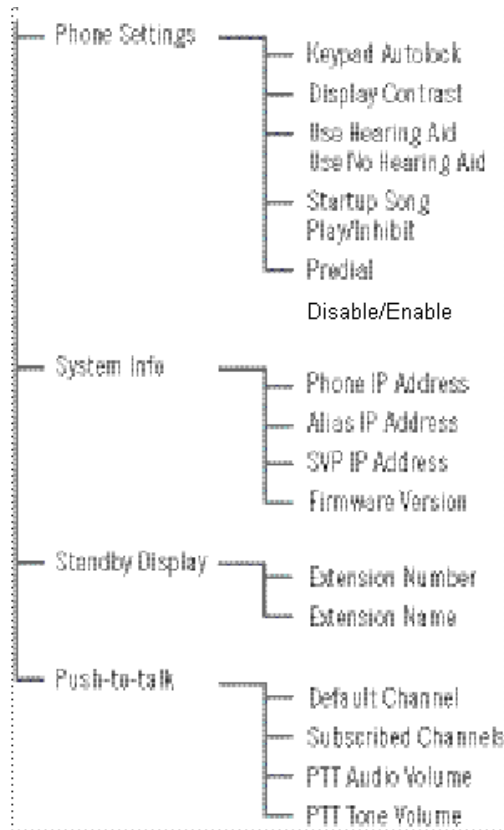 Phone Settings
Keypad Autolock
Display Contrast
Use Hearing Aid
Use No Hearing Aid
Startup Song
Play/Inhibit
Predial
Disable/Enable
System Info
Phone IP Address
Alias IP Address
SVP IP Address
Firmware Version
Standby Display
Extension Number
Extension Name
Push-to-talk
Default Channel
Subscribed Channels
PTT Audio Volume
PTT Tone Volume